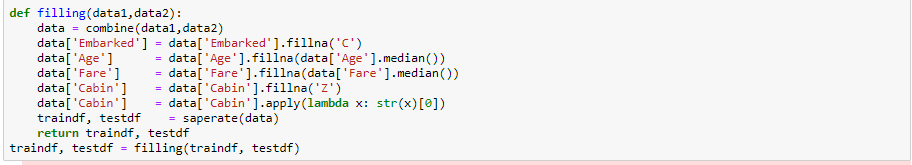 def filling(data1,data2):
    data = combine(data1,data2)
    data['Embarked'] = data['Embarked'].fillna('C')
    data['Age']      = data['Age'].fillna(data['Age'].median())
    data['Fare']     = data['Fare'].fillna(data['Fare'].median())
    data['Cabin']    = data['Cabin'].fillna('Z')
    data['Cabin']    = data['Cabin'].apply(lambda x: str(x)[0])
    traindf, testdf    = saperate(data)
    return traindf, testdf
traindf, testdf = filling(traindf, testdf)